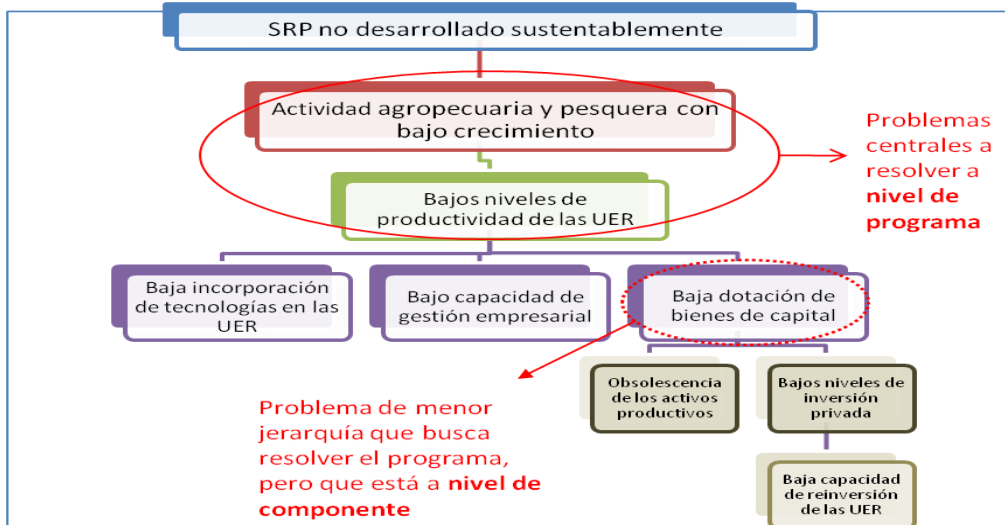 SRP no desarrollado sustentablemente
Actividad agropecuaria y pesquera con
bajo crecimiento
Problemas
centrales a
resolver a
nivel de
programa
Bajos niveles de
productividad de las UER
Baja incorporación
de tecnologías en las
UER
Bajo capacidad de
gestión empresarial
Baja dotación de
bienes de capital
Obsolescencia
de los activos
productivos
Bajos niveles de
inversión
privada
Problema de menor
jerarquía que busca
resolver el programa,
pero que está a nivel de
componente
Baja capacidad
de reinversión
de las UER